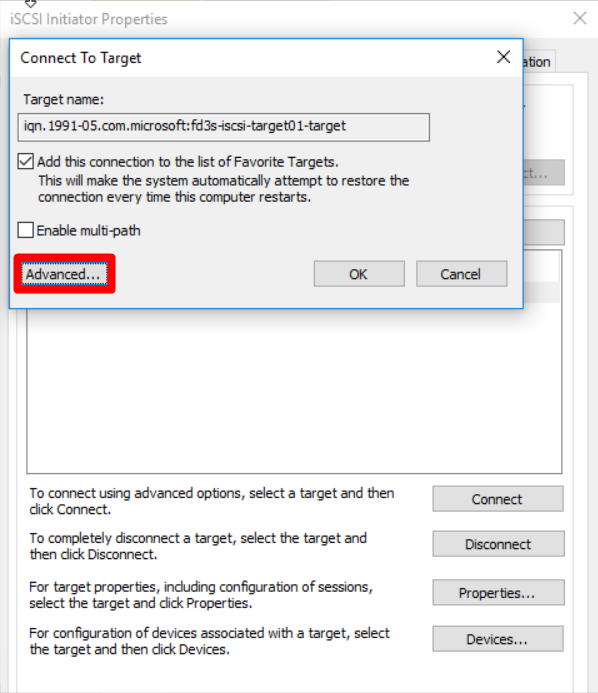 iSCSI Initiator Properties
Connect To Target
Target name:
iqn.1991-05.com.microsoft:fd3s-iscsi-target01-target
Add this connection to the list of Favorite Targets.
This will make the system automatically attempt to restore the
connection every time this computer restarts.
Enable multi-path
Advanced...
OK
Cancel
To connect using advanced options, select a target and then
click Connect.
Connect
To completely disconnect a target, select the target and
then click Disconnect.
Disconnect
For target properties, including configuration of sessions,
select the target and click Properties.
Properties...
For configuration of devices associated with a target, select
the target and then click Devices.
Devices...